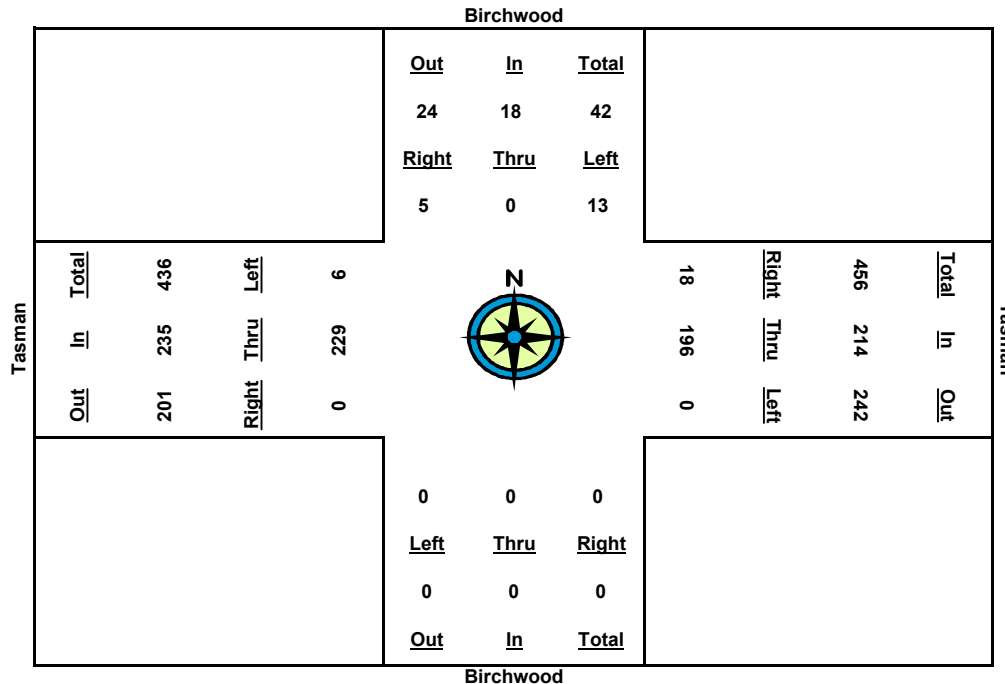 Birchwood
Out In Total
24 18 42
Right Thru Left
5 0 13
Tasman
Total 436 Left 6
In 235 Thru 229
Out 201 Right 0
N
18 Right 456 Total
196 Thru 214 In
0 Left 242 Out
Tasman
0 0 0
Left Thru Right
0 0 0
Out In Total
Birchwood